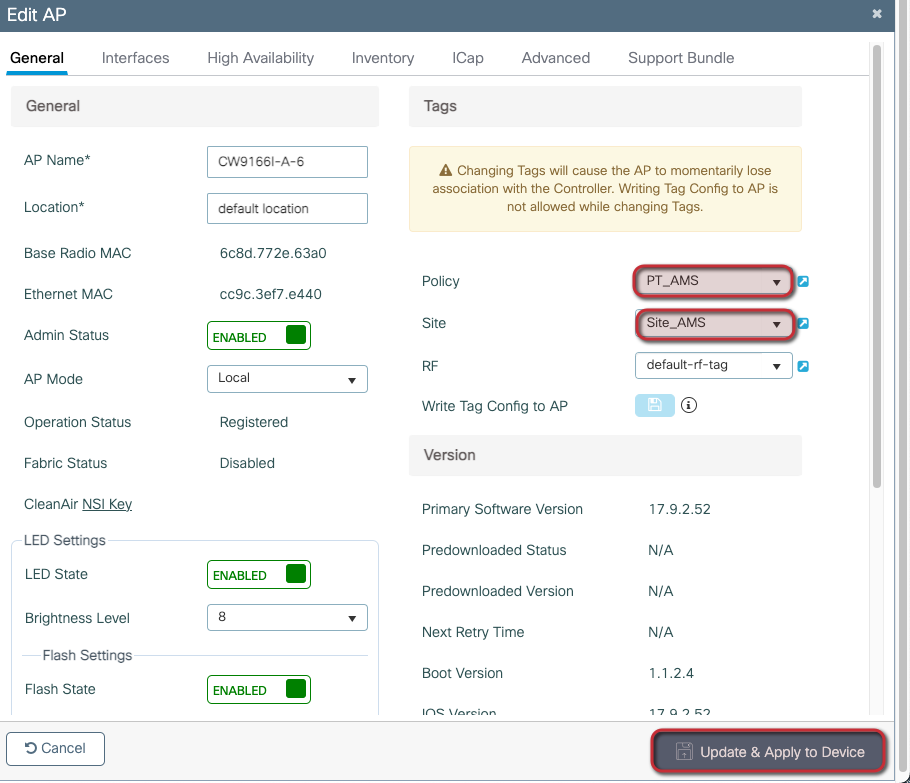 Edit AP
General
Interfaces
High Availability
Inventory
ICap
Advanced
Support Bundle
General
AP Name*
CW9166I-A-6
Location*
default location
Base Radio MAC
6c8d.772e.63a0
Ethernet MAC
cc9c.3ef7.e440
Admin Status
ENABLED
AP Mode
Local
Operation Status
Registered
Fabric Status
Disabled
CleanAir NSI Key
LED Settings
LED State
ENABLED
Brightness Level
8
Flash Settings
Flash State
ENABLED
Tags
Changing Tags will cause the AP to momentarily lose
association with the Controller. Writing Tag Config to AP is
not allowed while changing Tags.
Policy
PT_AMS
Site
Site_AMS
RF
default-rf-tag
Write Tag Config to AP
Version
Primary Software Version
17.9.2.52
Predownloaded Status
N/A
Predownloaded Version
N/A
Next Retry Time
N/A
Boot Version
1.1.2.4
IOS Version
17.9.2.52
Cancel
Update & Apply to Device